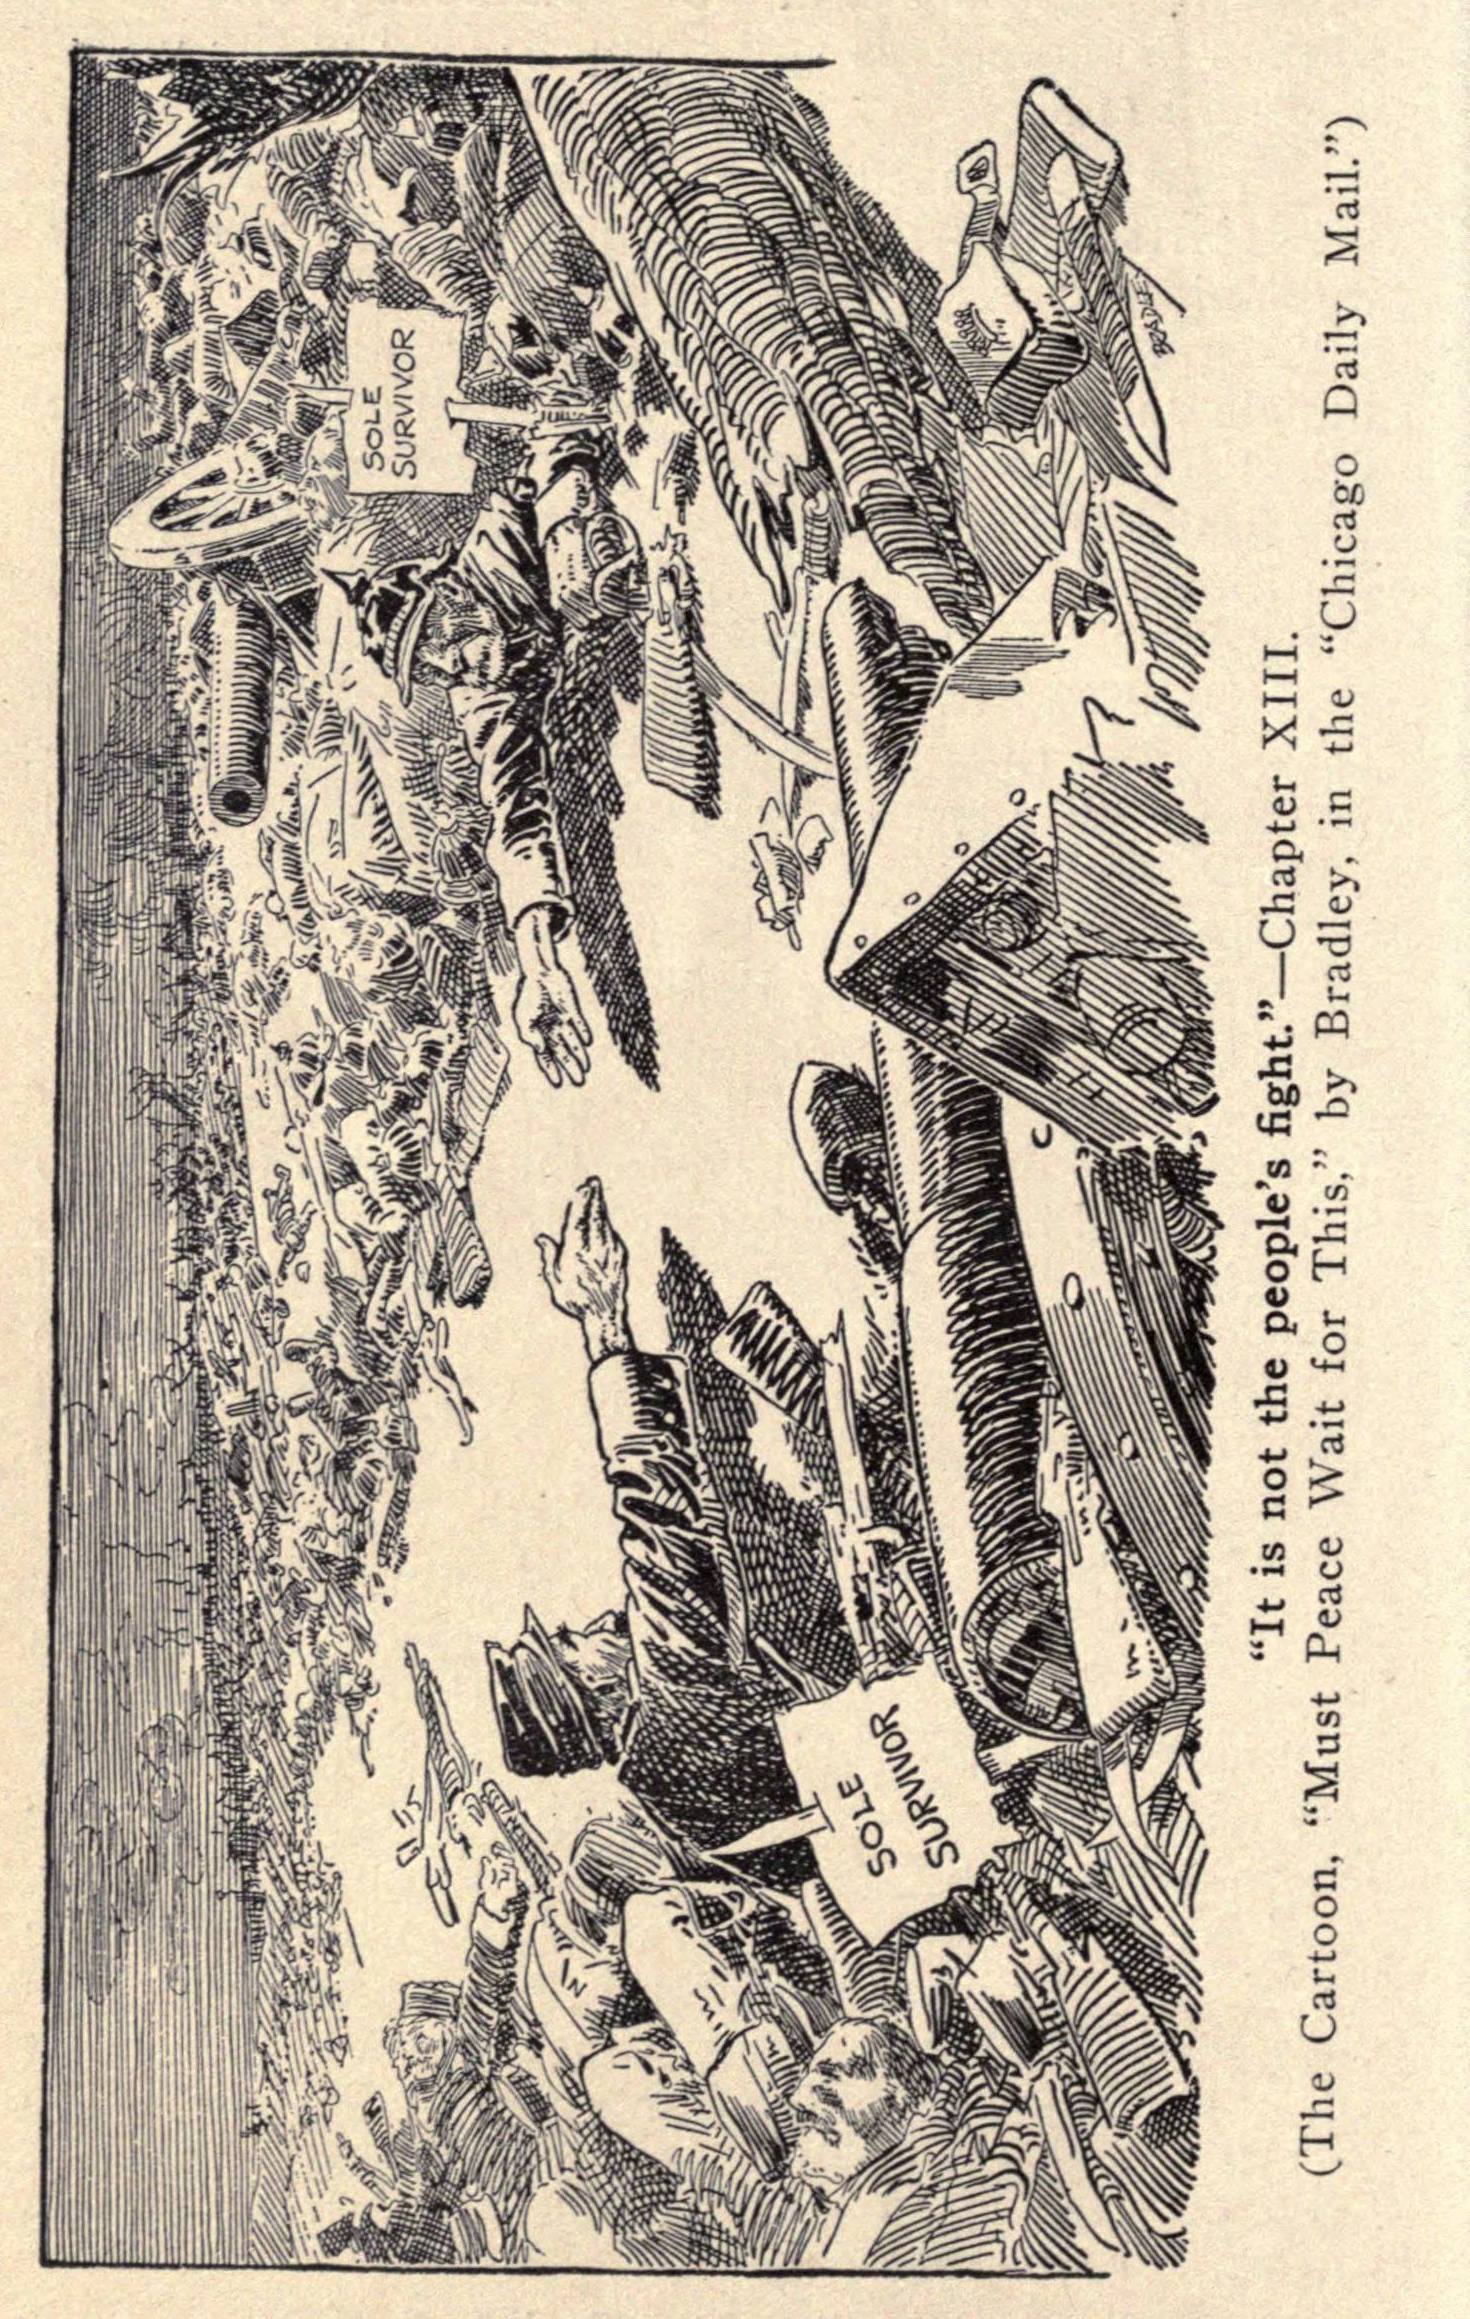 SOLE
SURVIVOR
SOLE
SURVIVOR
BRADLEY
“It is not the people’s fight.”—Chapter XIII.
(The Cartoon, “Must Peace Wait for This,” by Bradley, in the “Chicago Daily Mail.”)